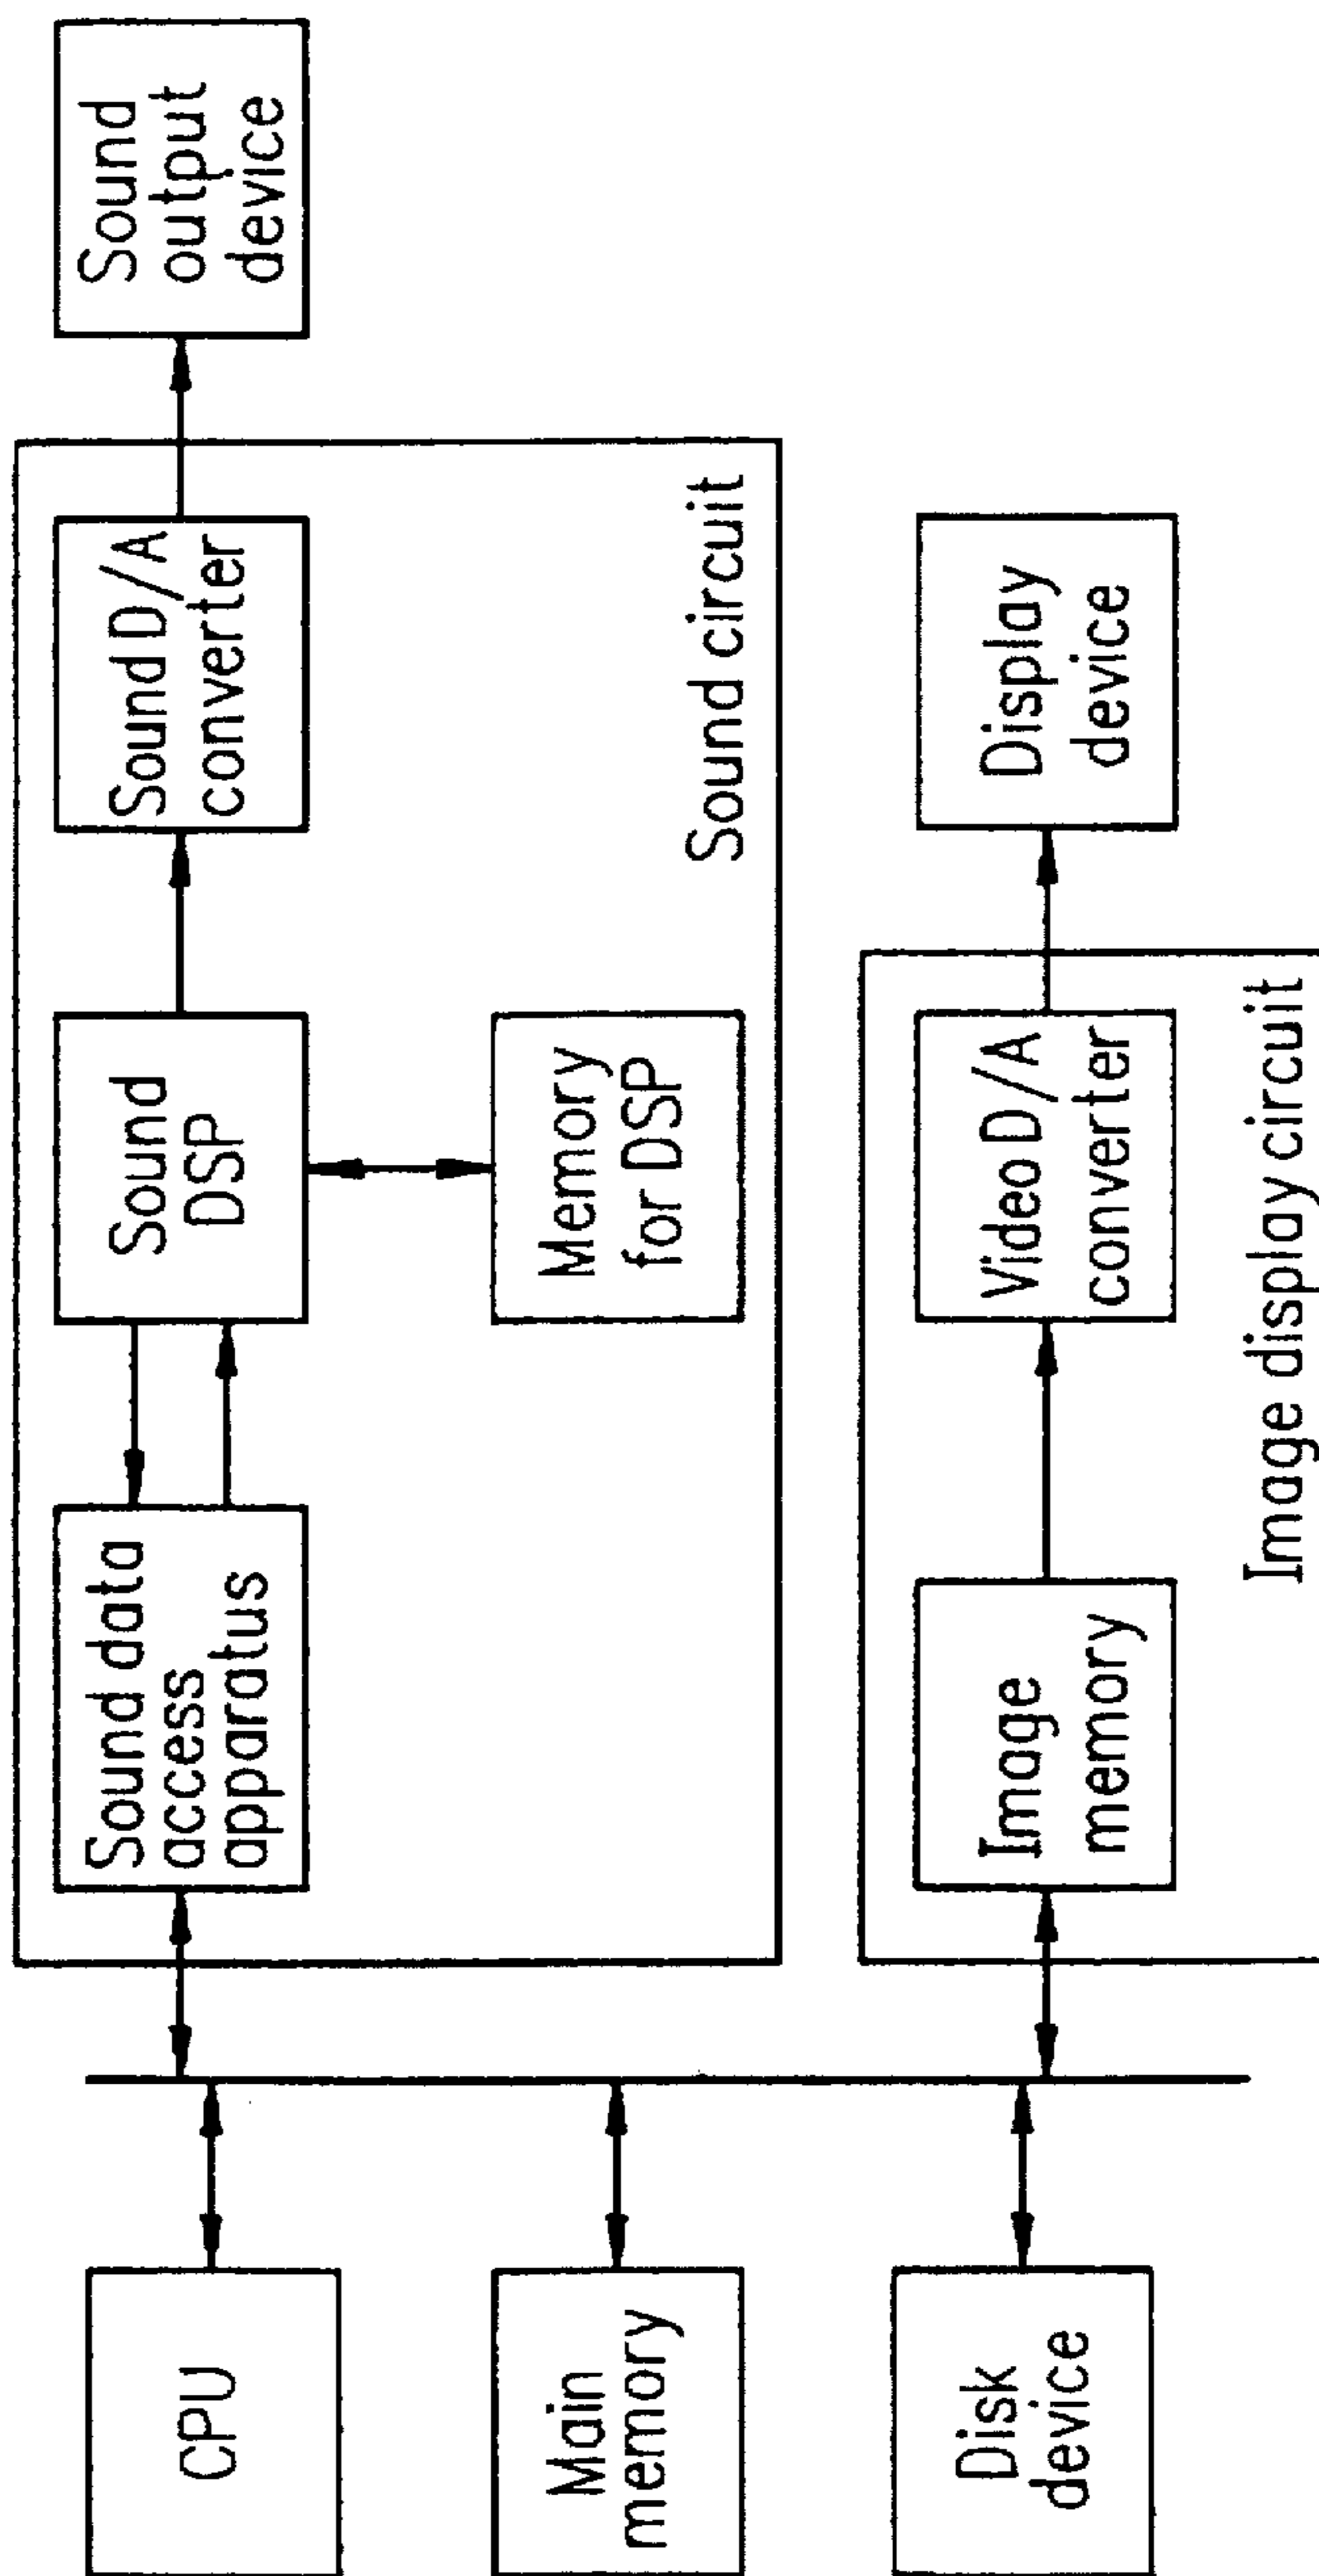 CPU
Main
memory
Disk
device
Sound data
access
apparatus
Sound
DSP
Memory
for DSP
Sound D/A
converter
Sound circuit
Sound
output
device
Image
memory
Video D/A
converter
Image display circuit
Display
device